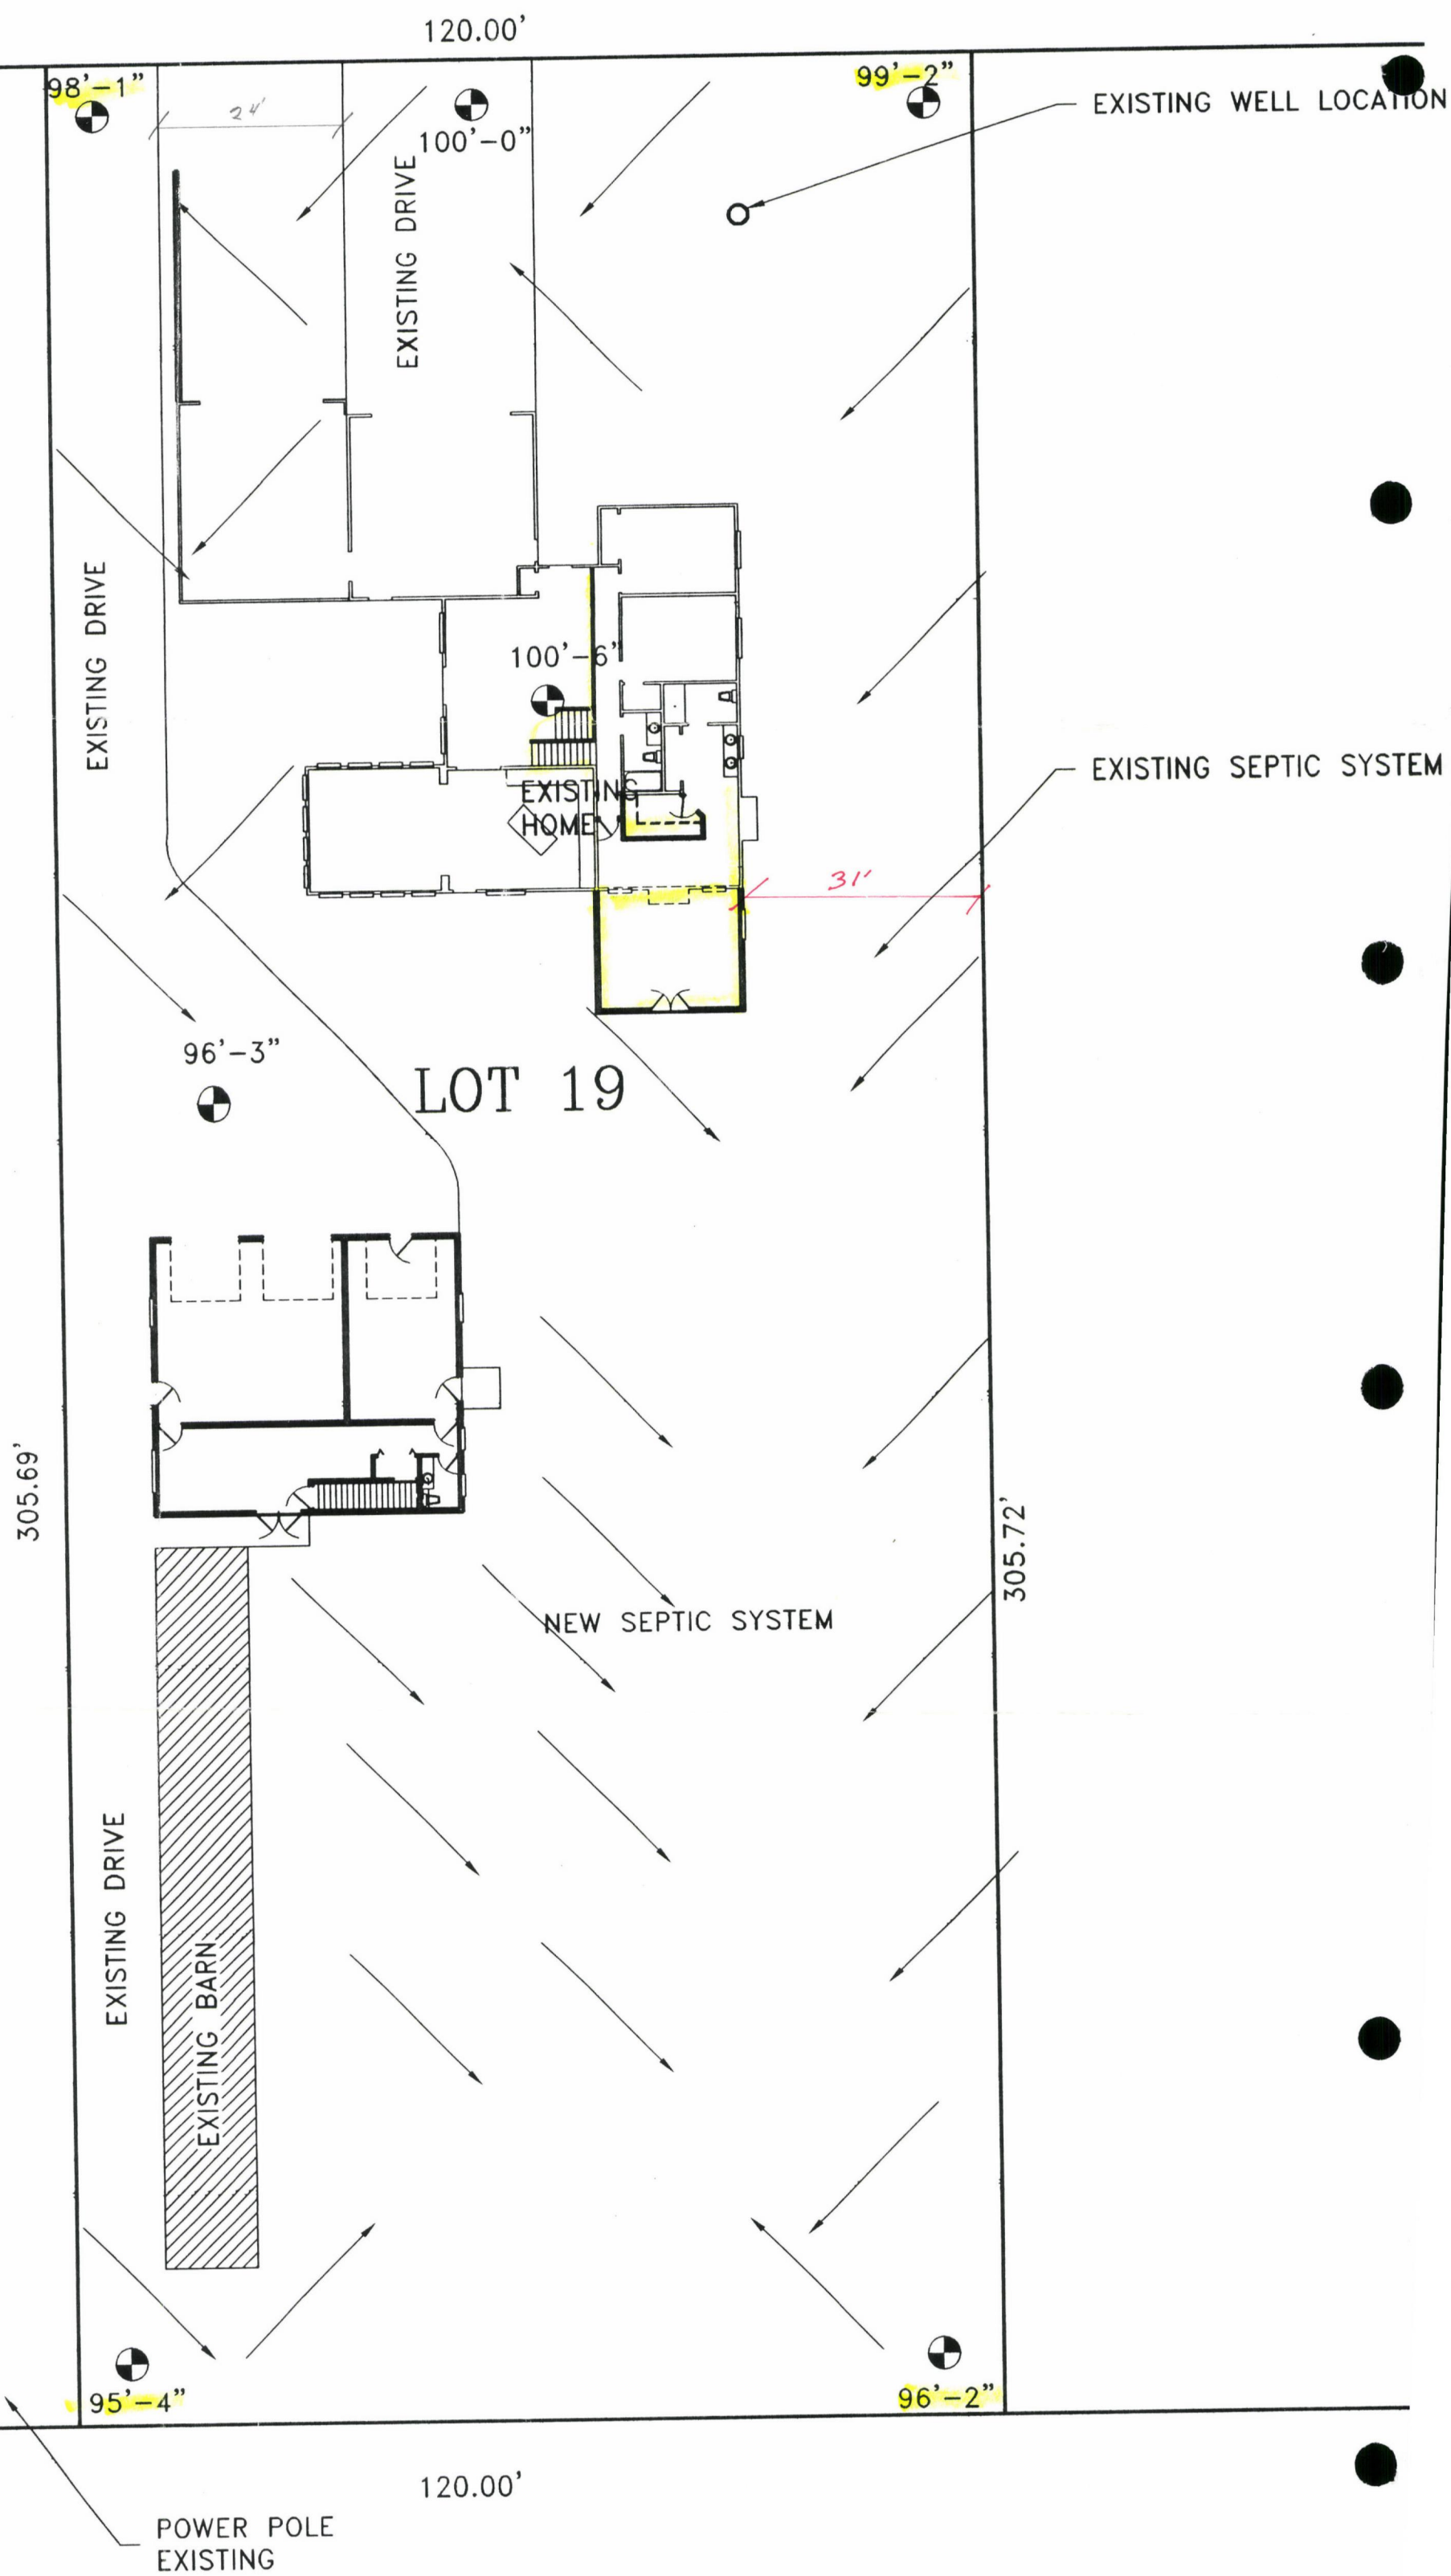 120.00'
98'-1"
99'-2"
24'
100'-0"
EXISTING WELL LOCATION
EXISTING DRIVE
EXISTING DRIVE
100'-6"
EXISTING SEPTIC SYSTEM
EXISTING
HOME
31'
96'-3"
LOT 19
305.69'
305.72'
NEW SEPTIC SYSTEM
EXISTING DRIVE
EXISTING BARN
95'-4"
96'-2"
120.00'
POWER POLE
EXISTING